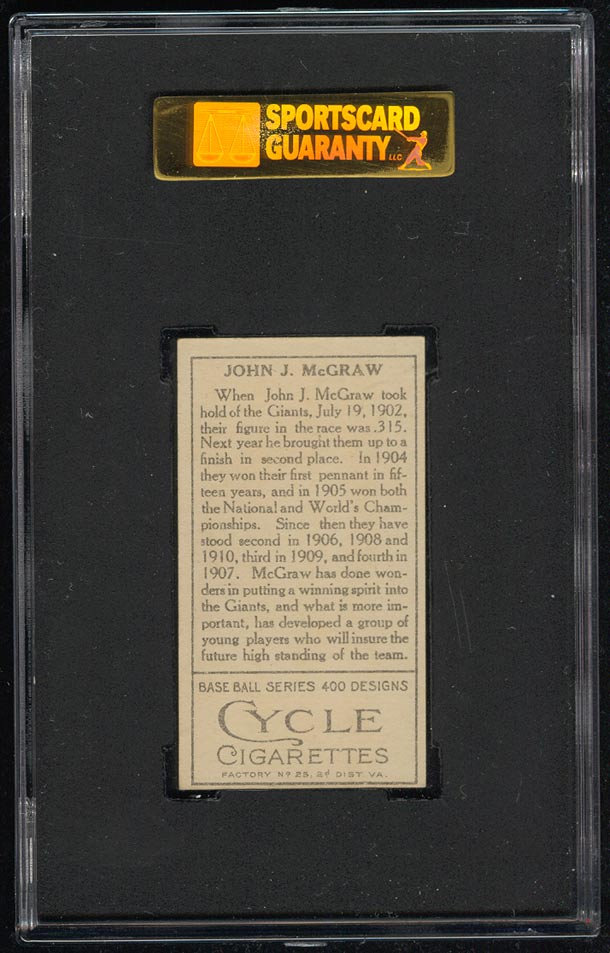 SPORTSCARD
GUARANTY LLC
JOHN J. McGRAW
When John J. McGraw took
hold of the Giants, July 19, 1902,
their figure in the race was .315.
Next year he brought them up to a
finish in second place. In 1904
they won their first pennant in fif-
teen years, and in 1905 won both
the National and World's Cham-
pionships. Since then they have
stood second in 1906, 1908 and
1910, third in 1909, and fourth in
1907. McGraw has done won-
ders in putting a winning spirit into
the Giants, and what is more im-
portant, has developed a group of
young players who will insure the
future high standing of the team.
BASE BALL SERIES 400 DESIGNS
CYCLE
CIGARETTES
FACTORY Nº 25, 2d DIST VA.